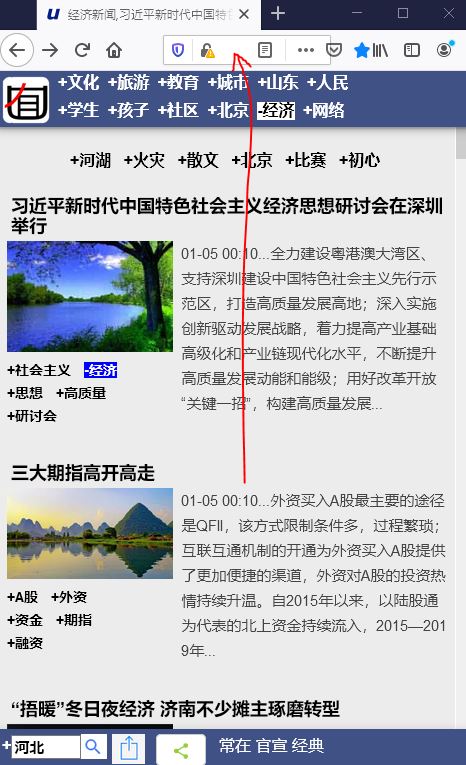 经济新闻,习近平新时代中国特色
+文化 +旅游 +教育 +城市 +山东 +人民
+学生 +孩子 +社区 +北京 -经济 +网络
+河湖 +火灾 +散文 +北京 +比赛 +初心
习近平新时代中国特色社会主义经济思想研讨会在深圳
举行
01-05 00:10...全力建设粤港澳大湾区、
支持深圳建设中国特色社会主义先行示
范区，打造高质量发展高地；深入实施
创新驱动发展战略，着力提高产业基础
高级化和产业链现代化水平，不断提升
高质量发展动能和能级；用好改革开放
“关键一招”，构建高质量发展...
+社会主义 -经济
+思想 +高质量
+研讨会
三大期指高开高走
01-05 00:10...外资买入A股最主要的途径
是QFII，该方式限制条件多，过程繁琐；
互联互通机制的开通为外资买入A股提供
了更加便捷的渠道，外资对A股的投资热
情持续升温。自2015年以来，以陆股通
为代表的北上资金持续流入，2015—201
9年...
+A股 +外资
+资金 +期指
+融资
“捂暖”冬日夜经济 济南不少摊主琢磨转型
+河北 常在 官宣 经典